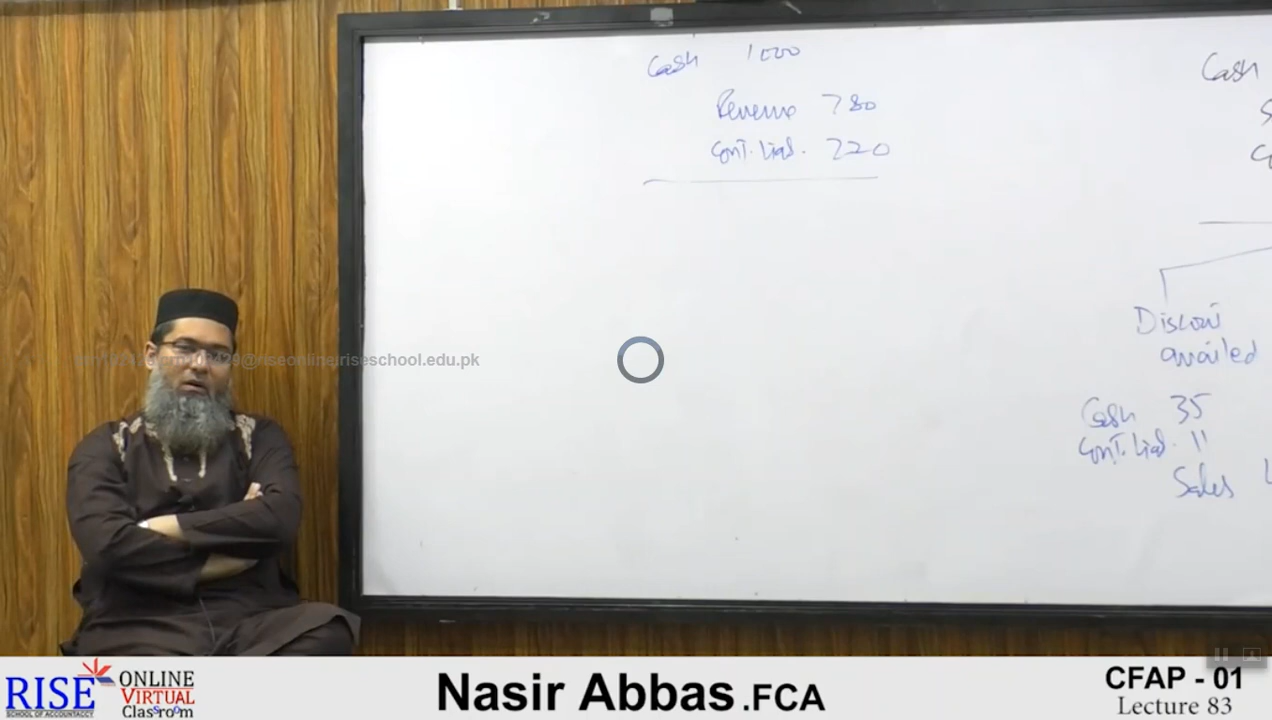 Cash 1000
Revenue 780
Cont. Liab. 220
Cash
Discount
availed
Cash 35
Cont. Liab. 11
Sales
@riseonline.riseschool.edu.pk
RISE
SCHOOL OF ACCOUNTANCY
ONLINE
VIRTUAL
Classroom
Nasir Abbas .FCA
CFAP - 01
Lecture 83